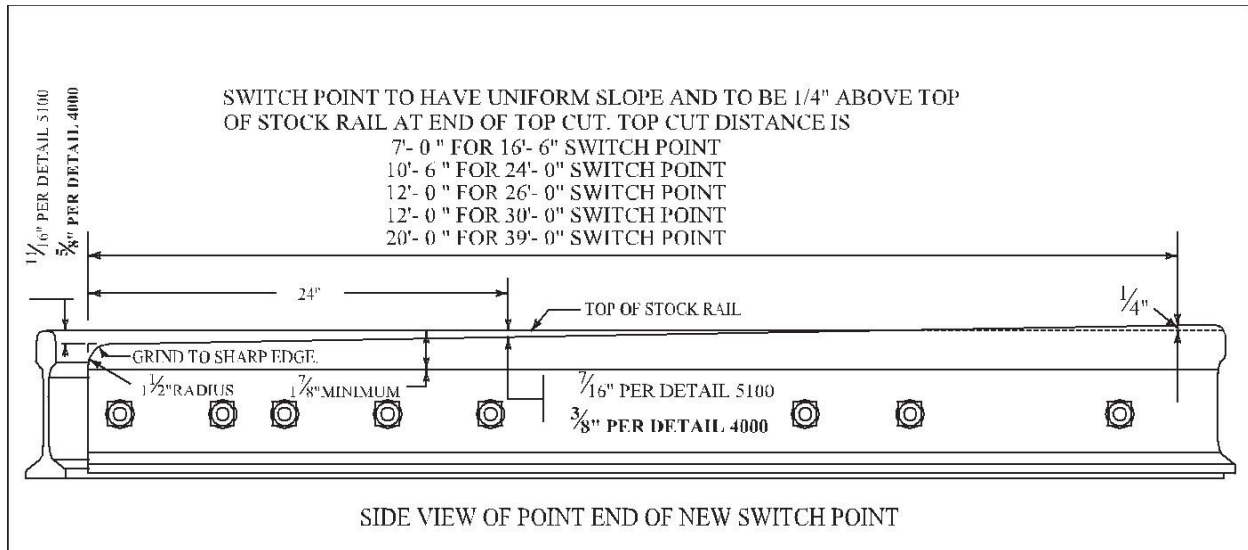 SWITCH POINT TO HAVE UNIFORM SLOPE AND TO BE 1/4" ABOVE TOP
OF STOCK RAIL AT END OF TOP CUT. TOP CUT DISTANCE IS
7'- 0 " FOR 16'- 6" SWITCH POINT
10'- 6 " FOR 24'- 0" SWITCH POINT
12'- 0 " FOR 26'- 0" SWITCH POINT
12'- 0 " FOR 30'- 0" SWITCH POINT
20'- 0 " FOR 39'- 0" SWITCH POINT
11/16" PER DETAIL 5100
5/8" PER DETAIL 4000
24"
TOP OF STOCK RAIL
1/4"
GRIND TO SHARP EDGE.
1 1/2" RADIUS
1 7/8" MINIMUM
7/16" PER DETAIL 5100
3/8" PER DETAIL 4000
SIDE VIEW OF POINT END OF NEW SWITCH POINT